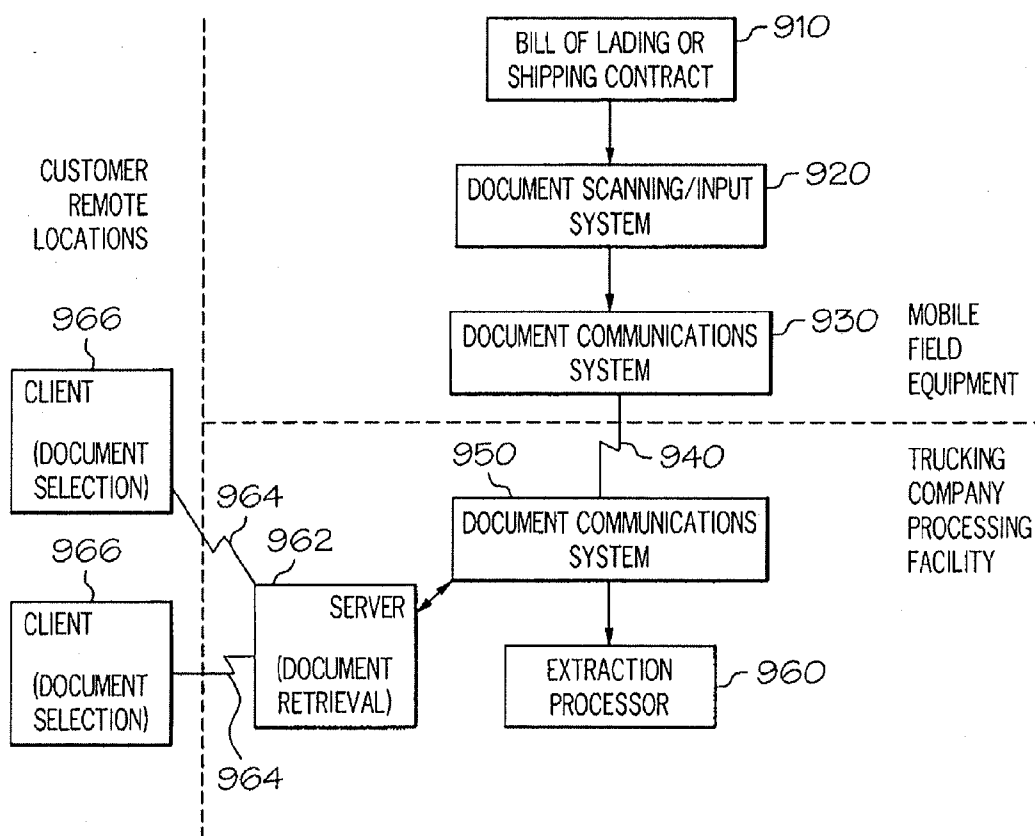 BILL OF LADING OR
SHIPPING CONTRACT
910
DOCUMENT SCANNING/INPUT
SYSTEM
920
CUSTOMER
REMOTE
LOCATIONS
DOCUMENT COMMUNICATIONS
SYSTEM
930
MOBILE
FIELD
EQUIPMENT
966
CLIENT
(DOCUMENT
SELECTION)
940
950
DOCUMENT COMMUNICATIONS
SYSTEM
TRUCKING
COMPANY
PROCESSING
FACILITY
964
962
SERVER
(DOCUMENT
RETRIEVAL)
966
CLIENT
(DOCUMENT
SELECTION)
964
EXTRACTION
PROCESSOR
960